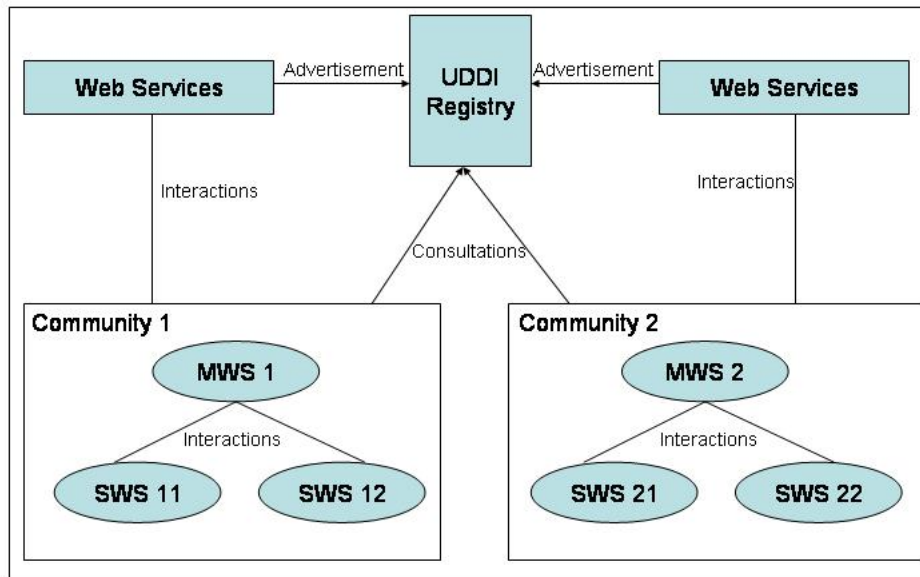 Web Services
Advertisement
UDDI
Registry
Advertisement
Web Services
Interactions
Interactions
Consultations
Community 1
MWS 1
Interactions
SWS 11
SWS 12
Community 2
MWS 2
Interactions
SWS 21
SWS 22